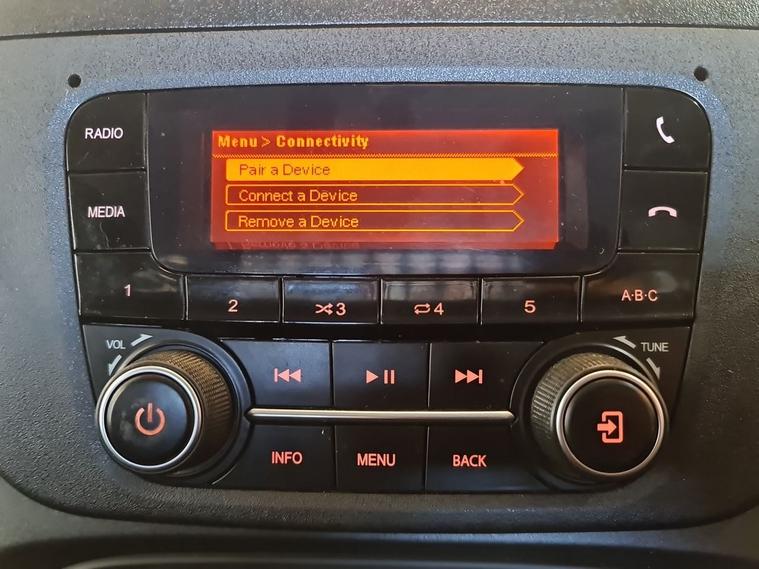 RADIO
Menu > Connectivity
Pair a Device
MEDIA
Connect a Device
Remove a Device
1
2
3
4
5
A·B·C
VOL
TUNE
INFO
MENU
BACK